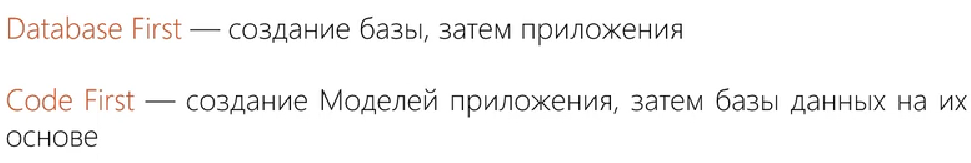 Database First — создание базы, затем приложения
Code First — создание Моделей приложения, затем базы данных на их
основе